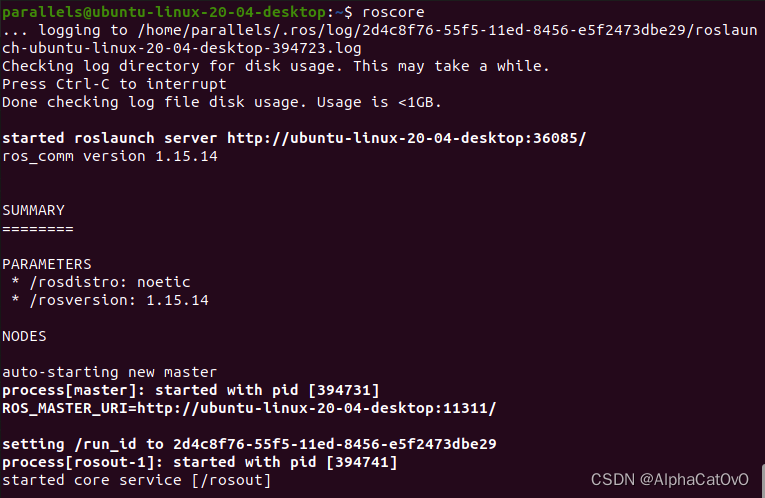 parallels@ubuntu-linux-20-04-desktop:~$ roscore
... logging to /home/parallels/.ros/log/2d4c8f76-55f5-11ed-8456-e5f2473dbe29/roslaun
ch-ubuntu-linux-20-04-desktop-394723.log
Checking log directory for disk usage. This may take a while.
Press Ctrl-C to interrupt
Done checking log file disk usage. Usage is <1GB.
started roslaunch server http://ubuntu-linux-20-04-desktop:36085/
ros_comm version 1.15.14
SUMMARY
========
PARAMETERS
 * /rosdistro: noetic
 * /rosversion: 1.15.14
NODES
auto-starting new master
process[master]: started with pid [394731]
ROS_MASTER_URI=http://ubuntu-linux-20-04-desktop:11311/
setting /run_id to 2d4c8f76-55f5-11ed-8456-e5f2473dbe29
process[rosout-1]: started with pid [394741]
started core service [/rosout]
CSDN @AlphaCatOvO